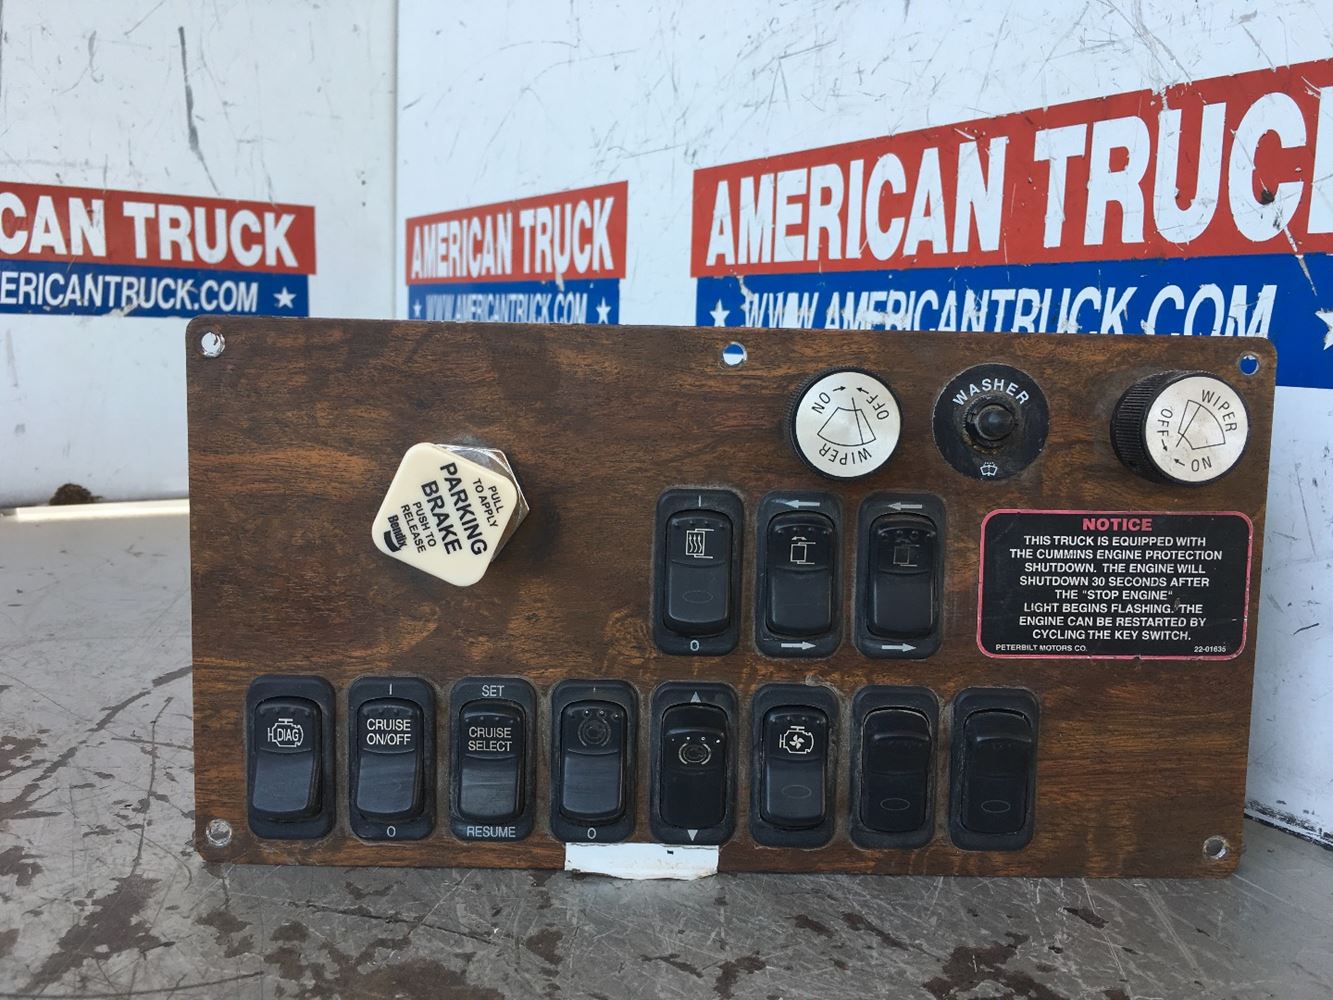 CAN TRUCK
ERICANTRUCK.COM
AMERICAN TRUCK
WWW.AMERICANTRUCK.COM
AMERICAN TRUC
WWW.AMERICANTRUCK.COM
PULL
TO APPLY
PARKING
BRAKE
PUSH TO
RELEASE
Bendix
ON OFF
WIPER
WASHER
WIPER
OFF
ON
I
O
NOTICE
THIS TRUCK IS EQUIPPED WITH
THE CUMMINS ENGINE PROTECTION
SHUTDOWN. THE ENGINE WILL
SHUTDOWN 30 SECONDS AFTER
THE "STOP ENGINE"
LIGHT BEGINS FLASHING. THE
ENGINE CAN BE RESTARTED BY
CYCLING THE KEY SWITCH.
PETERBILT MOTORS CO. 22-01635
DIAG
I
CRUISE
ON/OFF
O
SET
CRUISE
SELECT
RESUME
I
O